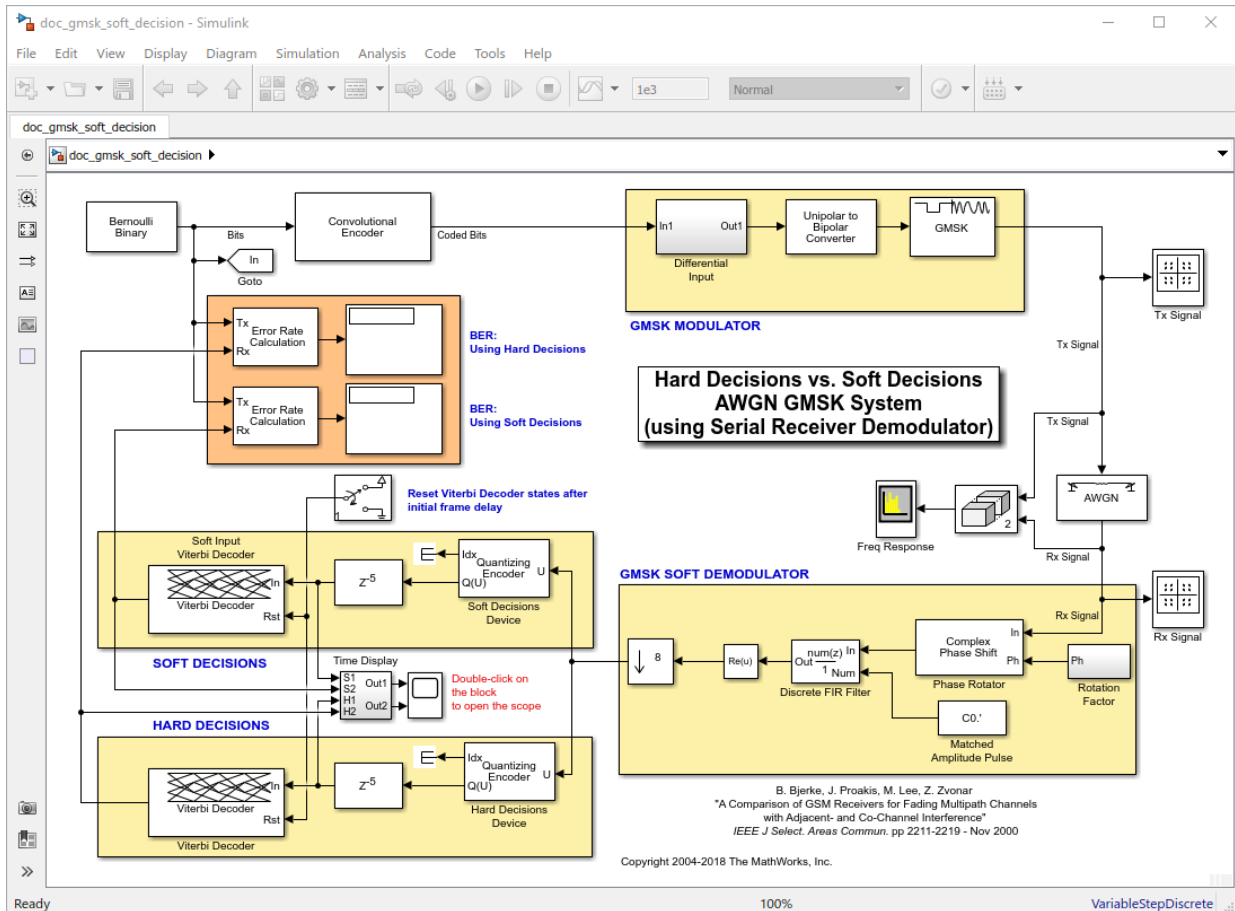 doc_gmsk_soft_decision - Simulink
File Edit View Display Diagram Simulation Analysis Code Tools Help
1e3 Normal
doc_gmsk_soft_decision
doc_gmsk_soft_decision
Bernoulli
Binary
Bits
In
Goto
Convolutional
Encoder
Coded Bits
In1 Out1
Differential
Input
Unipolar to
Bipolar
Converter
GMSK
GMSK MODULATOR
Tx Signal
Tx Signal
Tx
Rx
Error Rate
Calculation
BER:
Using Hard Decisions
Tx
Rx
Error Rate
Calculation
BER:
Using Soft Decisions
Hard Decisions vs. Soft Decisions
AWGN GMSK System
(using Serial Receiver Demodulator)
Tx Signal
AWGN
2
Freq Response
Rx Signal
1
Reset Viterbi Decoder states after
initial frame delay
Soft Input
Viterbi Decoder
Viterbi Decoder
In
Rst
Z-5
Idx
Q(U)
Quantizing
Encoder
U
Soft Decisions
Device
SOFT DECISIONS
GMSK SOFT DEMODULATOR
Rx Signal
Rx Signal
8
Re(u)
num(z)
1
In
Out
Num
Discrete FIR Filter
In
Ph
Complex
Phase Shift
Phase Rotator
Ph
Rotation
Factor
C0.'
Matched
Amplitude Pulse
Time Display
S1
S2
H1
H2
Out1
Out2
Double-click on
the block
to open the scope
HARD DECISIONS
Viterbi Decoder
In
Rst
Viterbi Decoder
Z-5
Idx
Q(U)
Quantizing
Encoder
U
Hard Decisions
Device
B. Bjerke, J. Proakis, M. Lee, Z. Zvonar
"A Comparison of GSM Receivers for Fading Multipath Channels
with Adjacent- and Co-Channel Interference"
IEEE J Select. Areas Commun. pp 2211-2219 - Nov 2000
Copyright 2004-2018 The MathWorks, Inc.
Ready 100% VariableStepDiscrete